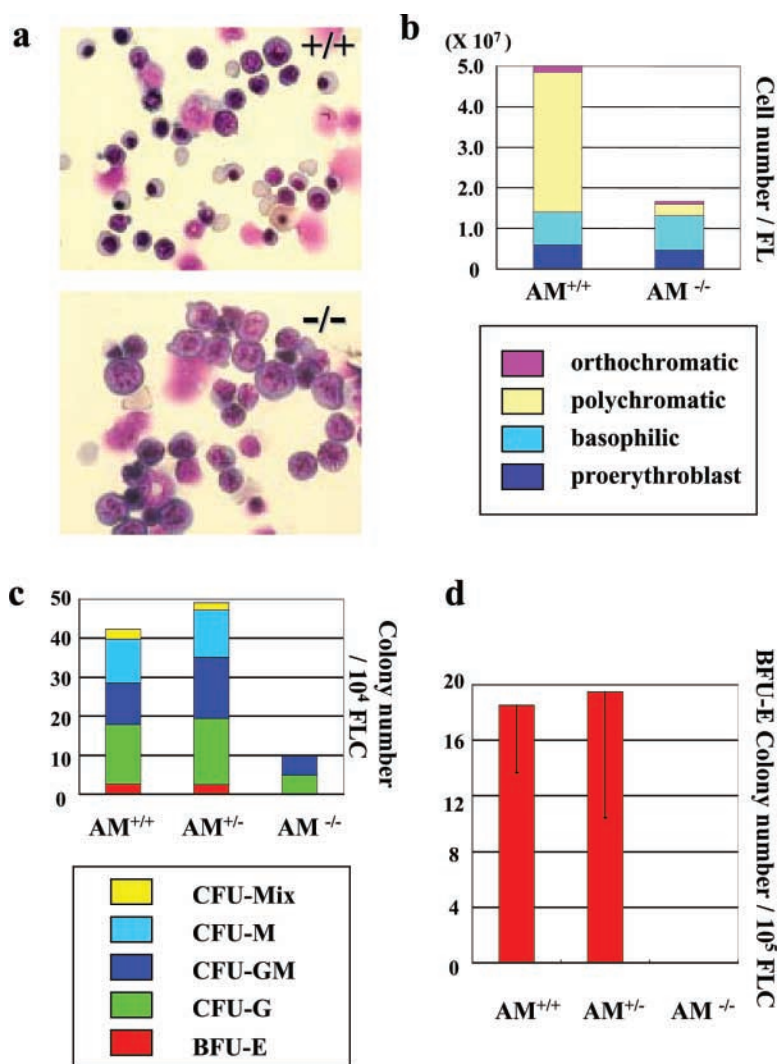 a
+/+
-/-
b
(X 10⁷)
5.0
4.0
3.0
2.0
1.0
0
AM+/+
AM -/-
Cell number / FL
orthochromatic
polychromatic
basophilic
proerythroblast
c
50
40
30
20
10
0
AM+/+
AM+/-
AM -/-
Colony number
/ 10⁴ FLC
CFU-Mix
CFU-M
CFU-GM
CFU-G
BFU-E
d
20
16
12
8
4
0
AM+/+
AM+/-
AM -/-
BFU-E Colony number / 10⁵ FLC